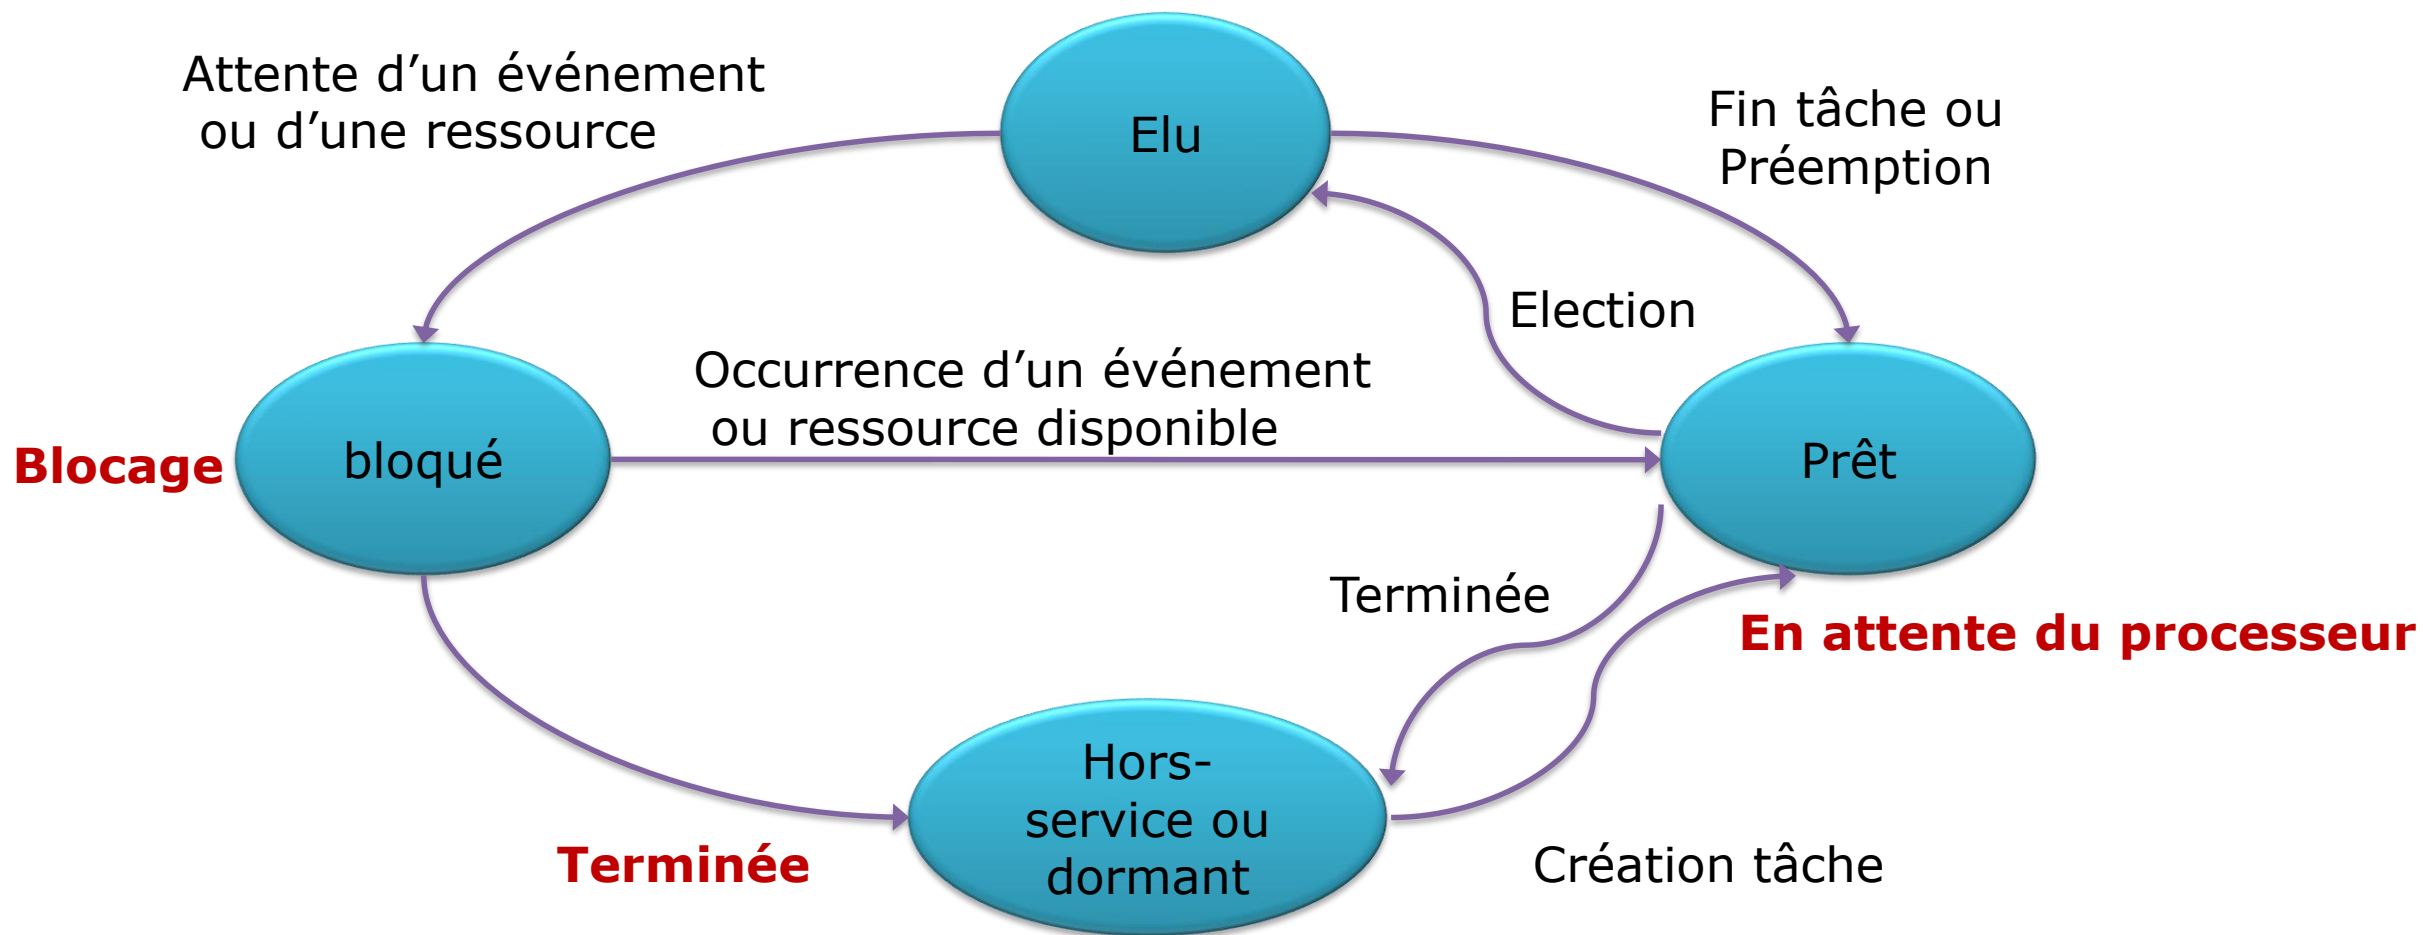 Attente d’un événement
ou d’une ressource
Elu
Fin tâche ou
Préemption
Election
Occurrence d’un événement
ou ressource disponible
Blocage
bloqué
Prêt
Terminée
En attente du processeur
Hors-
service ou
dormant
Terminée
Création tâche